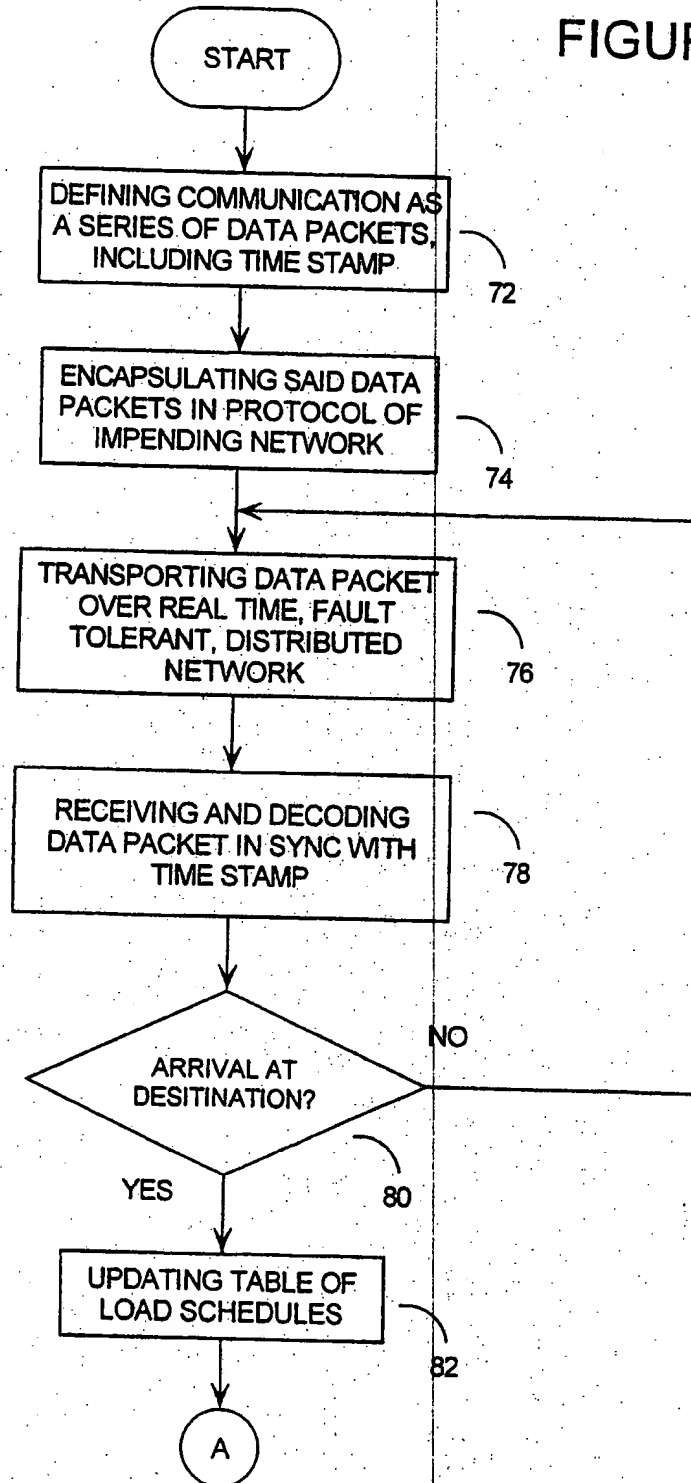 START
FIGUR
DEFINING COMMUNICATION AS
A SERIES OF DATA PACKETS,
INCLUDING TIME STAMP
72
ENCAPSULATING SAID DATA
PACKETS IN PROTOCOL OF
IMPENDING NETWORK
74
TRANSPORTING DATA PACKET
OVER REAL TIME, FAULT
TOLERANT, DISTRIBUTED
NETWORK
76
RECEIVING AND DECODING
DATA PACKET IN SYNC WITH
TIME STAMP
78
NO
ARRIVAL AT
DESITINATION?
80
YES
UPDATING TABLE OF
LOAD SCHEDULES
82
A